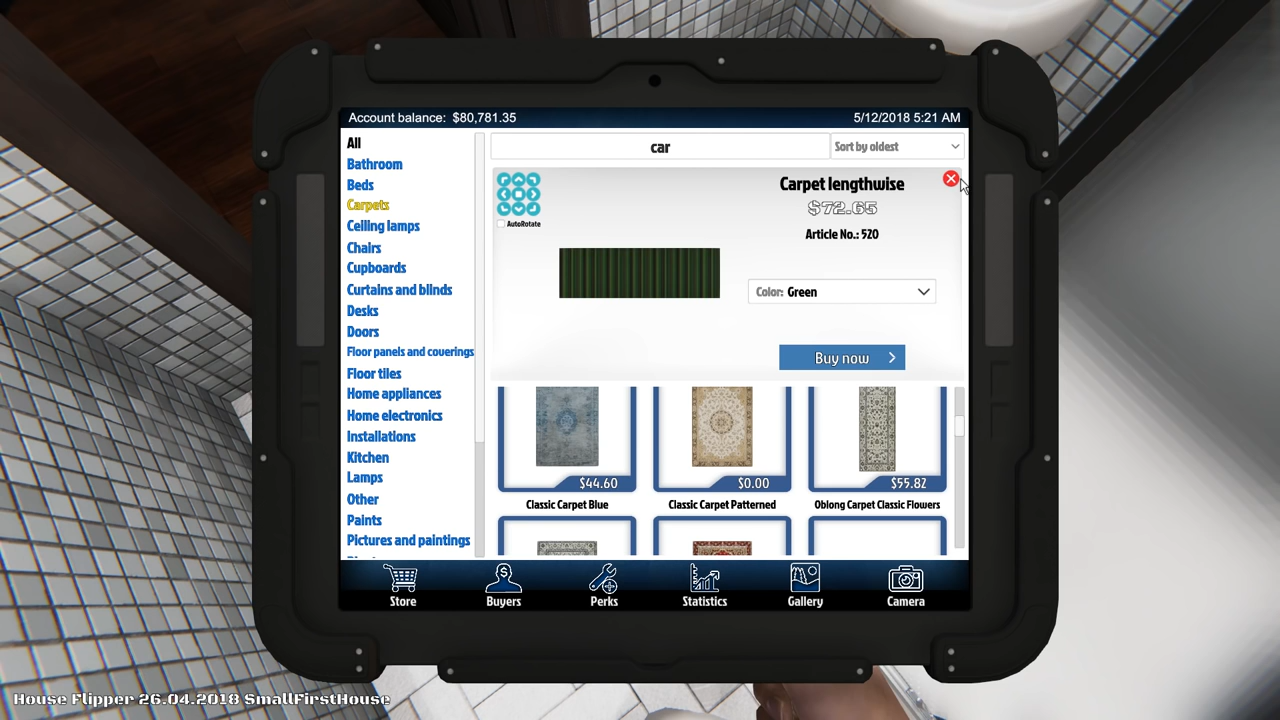 Account balance: $80,781.35
5/12/2018 5:21 AM
All
Bathroom
Beds
Carpets
Ceiling lamps
Chairs
Cupboards
Curtains and blinds
Desks
Doors
Floor panels and coverings
Floor tiles
Home appliances
Home electronics
Installations
Kitchen
Lamps
Other
Paints
Pictures and paintings
car
Sort by oldest
AutoRotate
Carpet lengthwise
$72.65
Article No.: 520
Color: Green
Buy now
$44.60
$0.00
$55.82
Classic Carpet Blue
Classic Carpet Patterned
Oblong Carpet Classic Flowers
Store
Buyers
Perks
Statistics
Gallery
Camera
House Flipper 26.04.2018 SmallFirstHouse